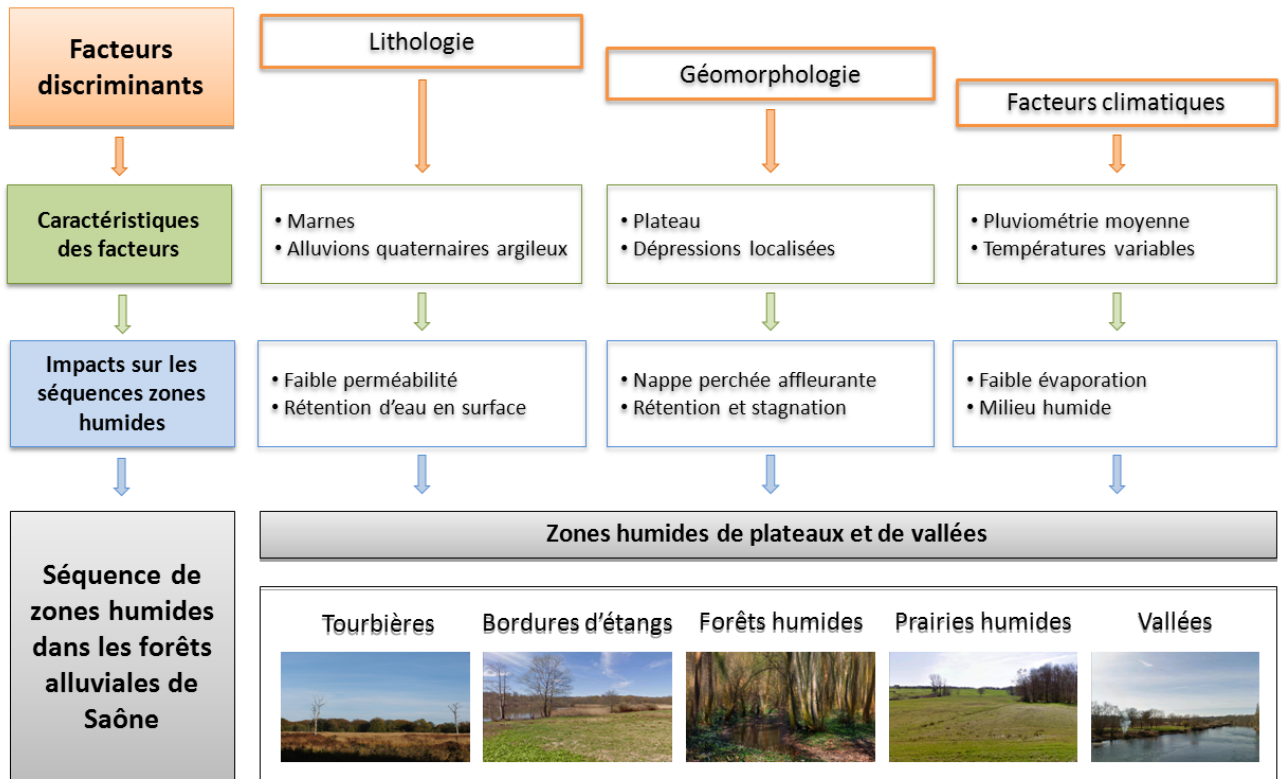 Facteurs
discriminants
Lithologie
Géomorphologie
Facteurs climatiques
Caractéristiques
des facteurs
• Marnes
• Alluvions quaternaires argileux
• Plateau
• Dépressions localisées
• Pluviométrie moyenne
• Températures variables
Impacts sur les
séquences zones
humides
• Faible perméabilité
• Rétention d'eau en surface
• Nappe perchée affleurante
• Rétention et stagnation
• Faible évaporation
• Milieu humide
Séquence de
zones humides
dans les forêts
alluviales de
Saône
Zones humides de plateaux et de vallées
Tourbières
Bordures d'étangs
Forêts humides
Prairies humides
Vallées